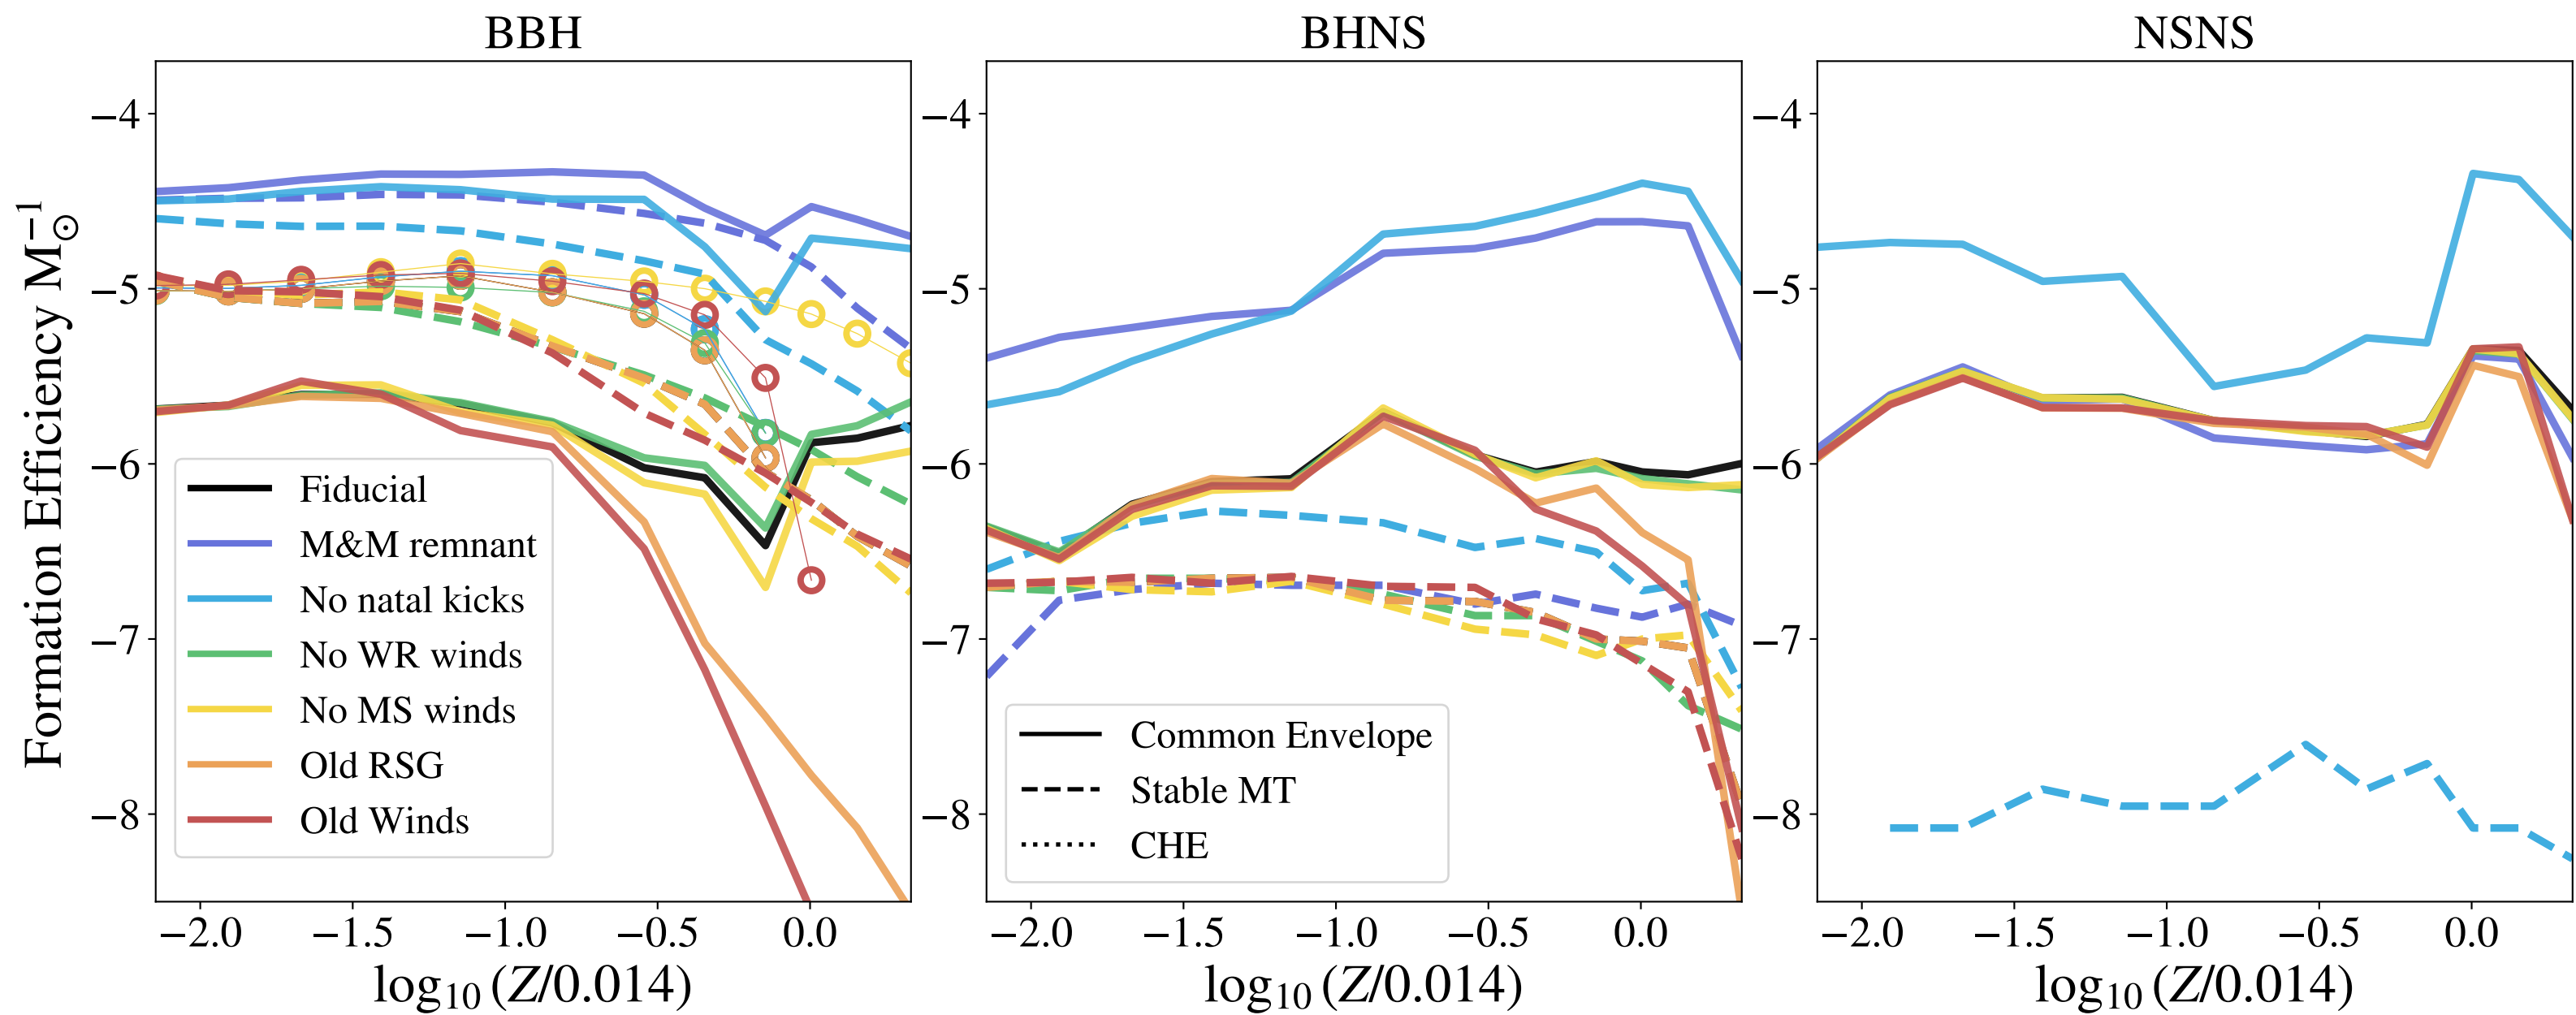 BBH
BHNS
NSNS
Formation Efficiency M⊙⁻¹
−4
−5
−6
−7
−8
−2.0
−1.5
−1.0
−0.5
0.0
log₁₀(Z/0.014)
Fiducial
M&M remnant
No natal kicks
No WR winds
No MS winds
Old RSG
Old Winds
−4
−5
−6
−7
−8
−2.0
−1.5
−1.0
−0.5
0.0
log₁₀(Z/0.014)
Common Envelope
Stable MT
CHE
−4
−5
−6
−7
−8
−2.0
−1.5
−1.0
−0.5
0.0
log₁₀(Z/0.014)